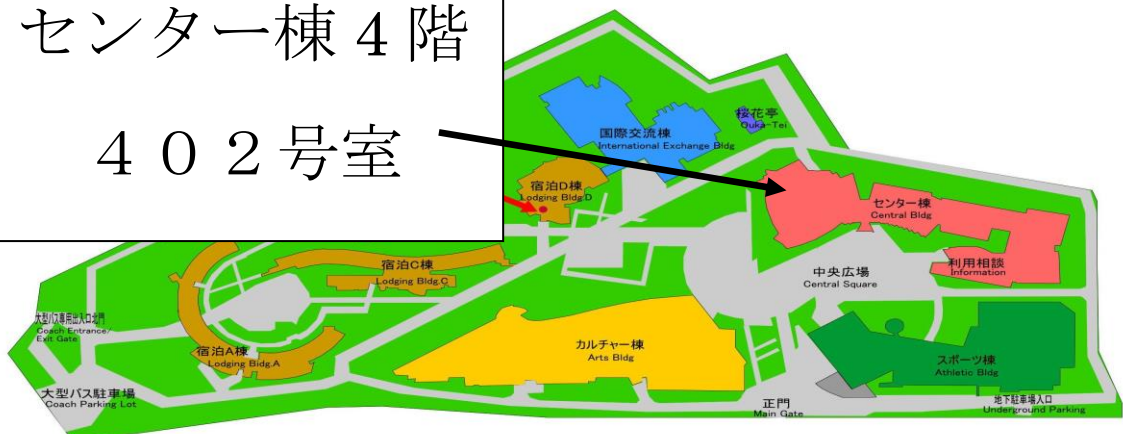 センター棟4階
402号室
国際交流棟
International Exchange Bldg
桜花亭
Ouka-Tei
宿泊D棟
Lodging Bldg.D
センター棟
Central Bldg
宿泊C棟
Lodging Bldg.C
中央広場
Central Square
利用相談
Information
大型バス専用出入口北門
Coach Entrance/
Exit Gate
宿泊A棟
Lodging Bldg.A
カルチャー棟
Arts Bldg
スポーツ棟
Athletic Bldg
大型バス駐車場
Coach Parking Lot
正門
Main Gate
地下駐車場入口
Underground Parking